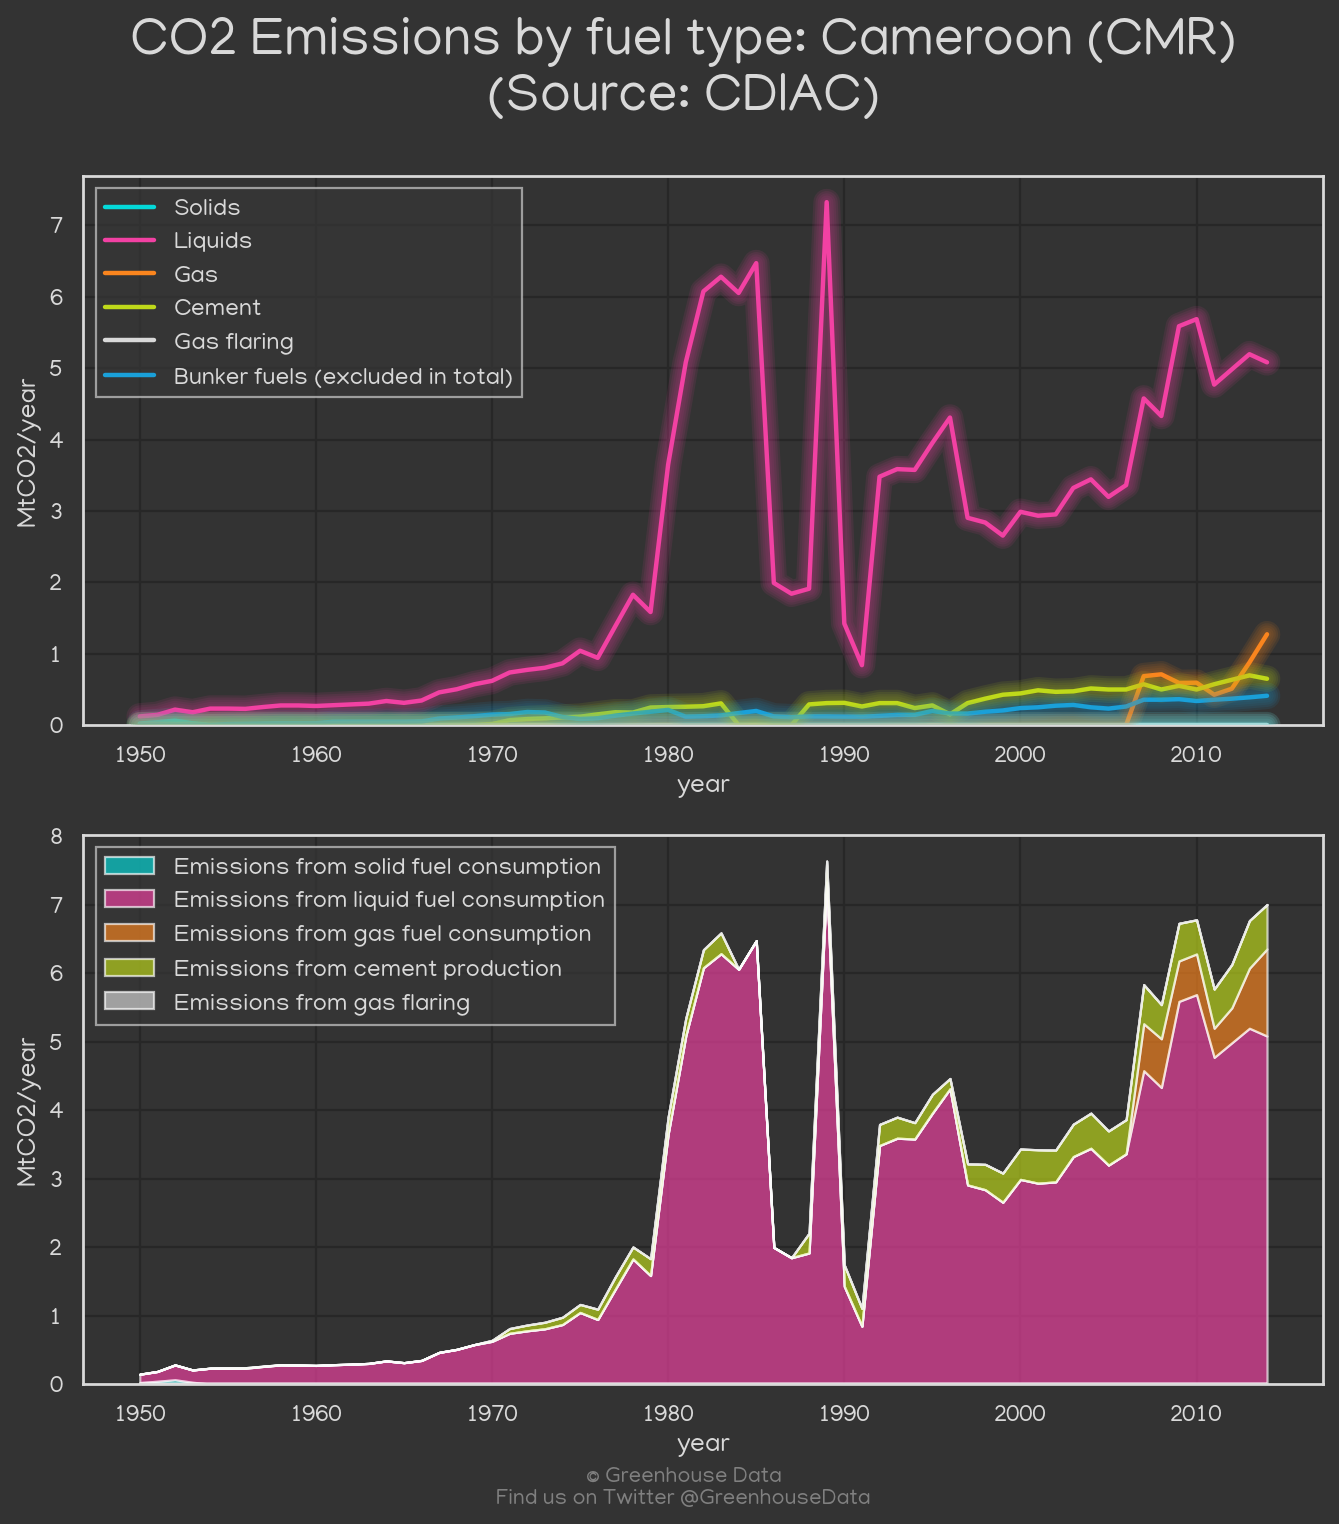 CO2 Emissions by fuel type: Cameroon (CMR)
(Source: CDIAC)
Solids
Liquids
Gas
Cement
Gas flaring
Bunker fuels (excluded in total)
MtCO2/year
7
6
5
4
3
2
1
0
1950 1960 1970 1980 1990 2000 2010
year
Emissions from solid fuel consumption
Emissions from liquid fuel consumption
Emissions from gas fuel consumption
Emissions from cement production
Emissions from gas flaring
MtCO2/year
8
7
6
5
4
3
2
1
0
1950 1960 1970 1980 1990 2000 2010
year
© Greenhouse Data
Find us on Twitter @GreenhouseData